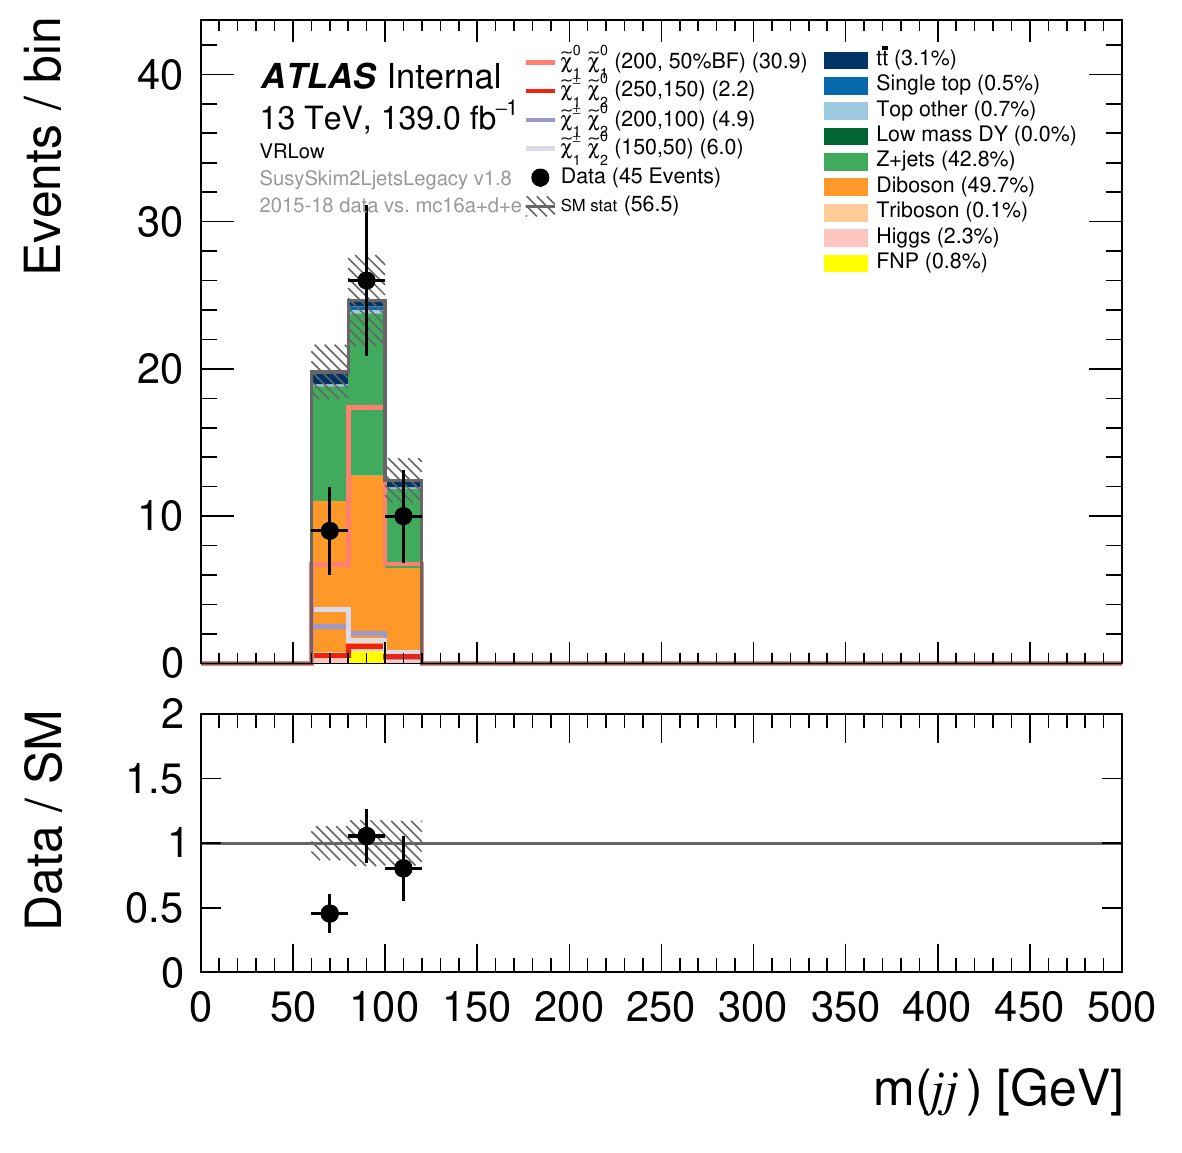 Events / bin
40
30
20
10
0
ATLAS Internal
13 TeV, 139.0 fb⁻¹
VRLow
SusySkim2LjetsLegacy v1.8
2015-18 data vs. mc16a+d+e
χ̃⁰₁ χ̃⁰₁ (200, 50%BF) (30.9)
χ̃±₁ χ̃⁰₂ (250,150) (2.2)
χ̃±₁ χ̃⁰₂ (200,100) (4.9)
χ̃±₁ χ̃⁰₂ (150,50) (6.0)
Data (45 Events)
SM stat (56.5)
tt̄ (3.1%)
Single top (0.5%)
Top other (0.7%)
Low mass DY (0.0%)
Z+jets (42.8%)
Diboson (49.7%)
Triboson (0.1%)
Higgs (2.3%)
FNP (0.8%)
Data / SM
2
1.5
1
0.5
0
0 50 100 150 200 250 300 350 400 450 500
m(jj) [GeV]